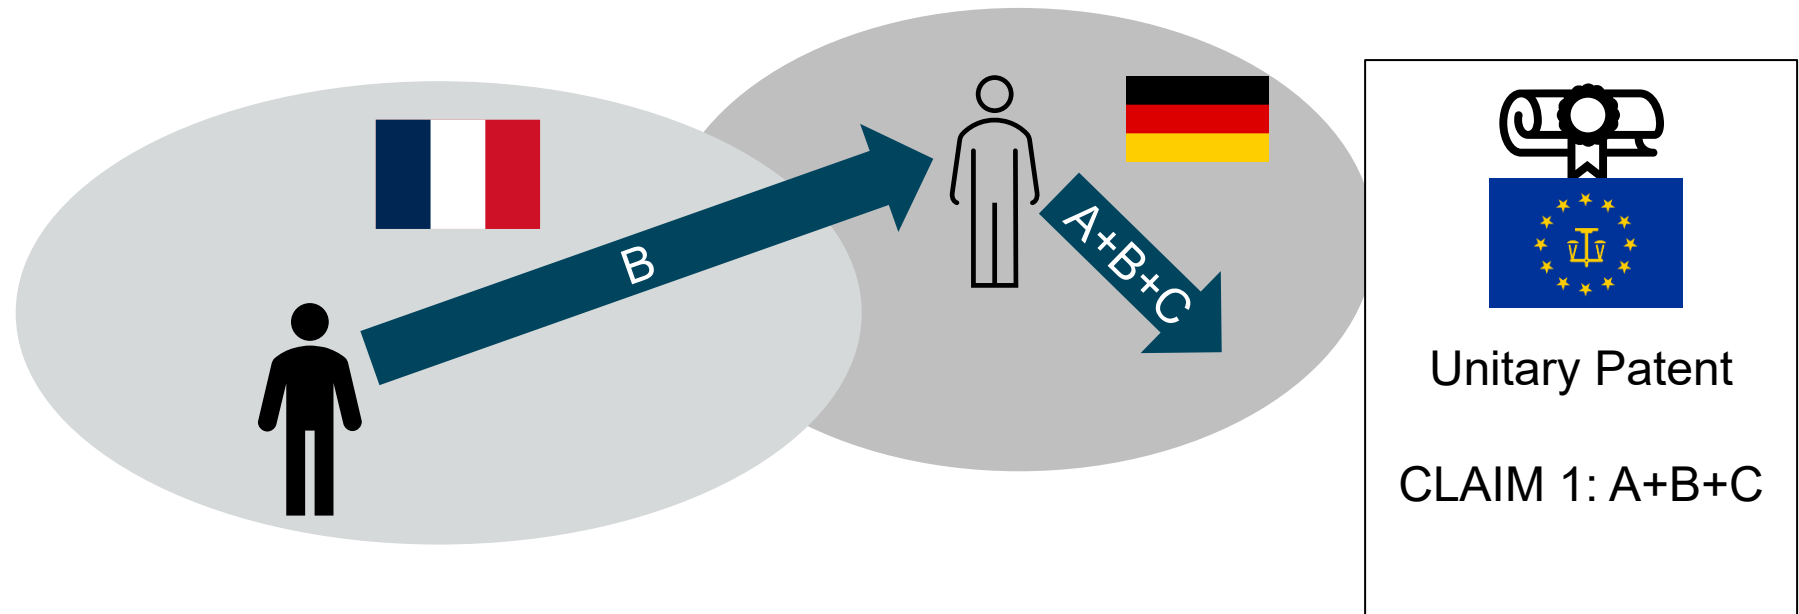 B
A+B+C
Unitary Patent
CLAIM 1: A+B+C